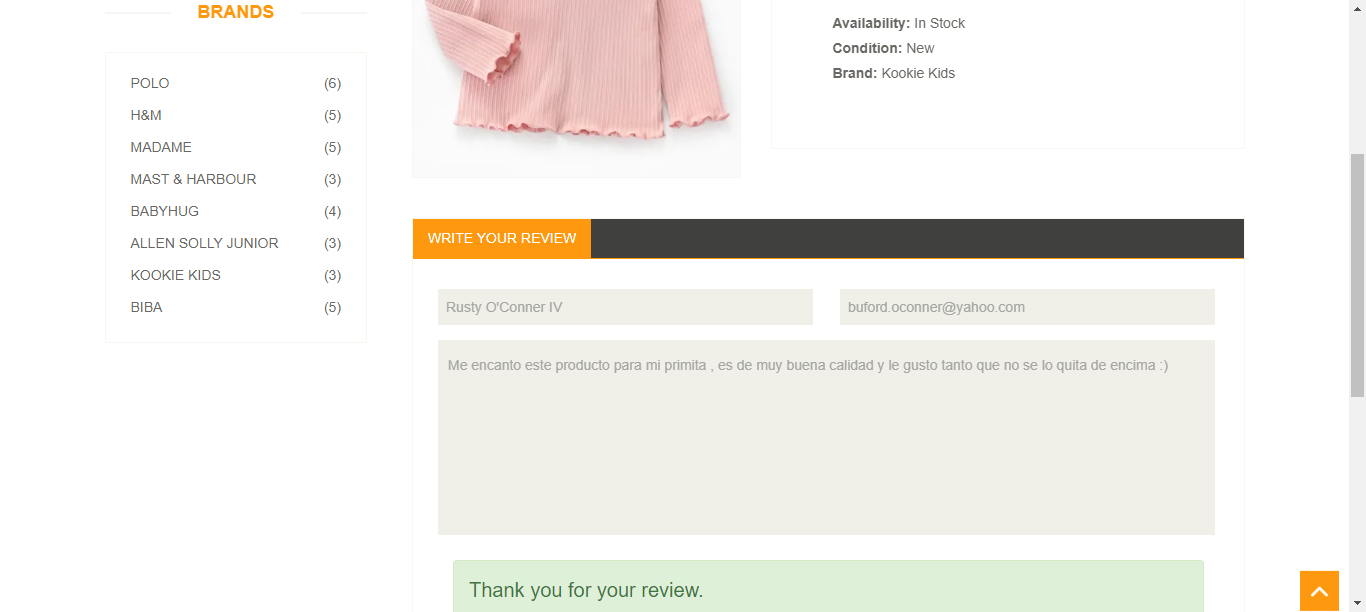 BRANDS
POLO (6)
H&M (5)
MADAME (5)
MAST & HARBOUR (3)
BABYHUG (4)
ALLEN SOLLY JUNIOR (3)
KOOKIE KIDS (3)
BIBA (5)
Availability: In Stock
Condition: New
Brand: Kookie Kids
WRITE YOUR REVIEW
Rusty O'Conner IV
buford.oconner@yahoo.com
Me encanto este producto para mi primita , es de muy buena calidad y le gusto tanto que no se lo quita de encima :)
Thank you for your review.